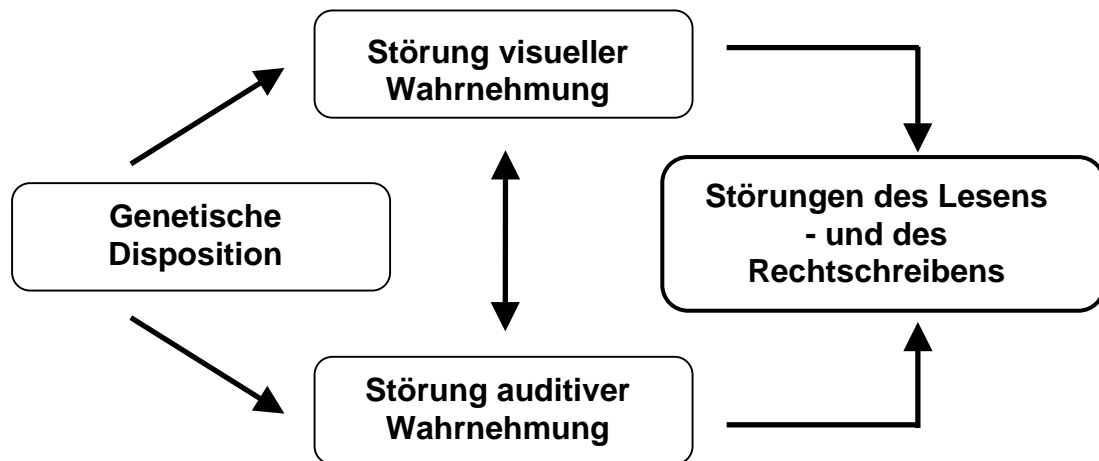 Störung visueller
Wahrnehmung
Genetische
Disposition
Störungen des Lesens
- und des
Rechtschreibens
Störung auditiver
Wahrnehmung